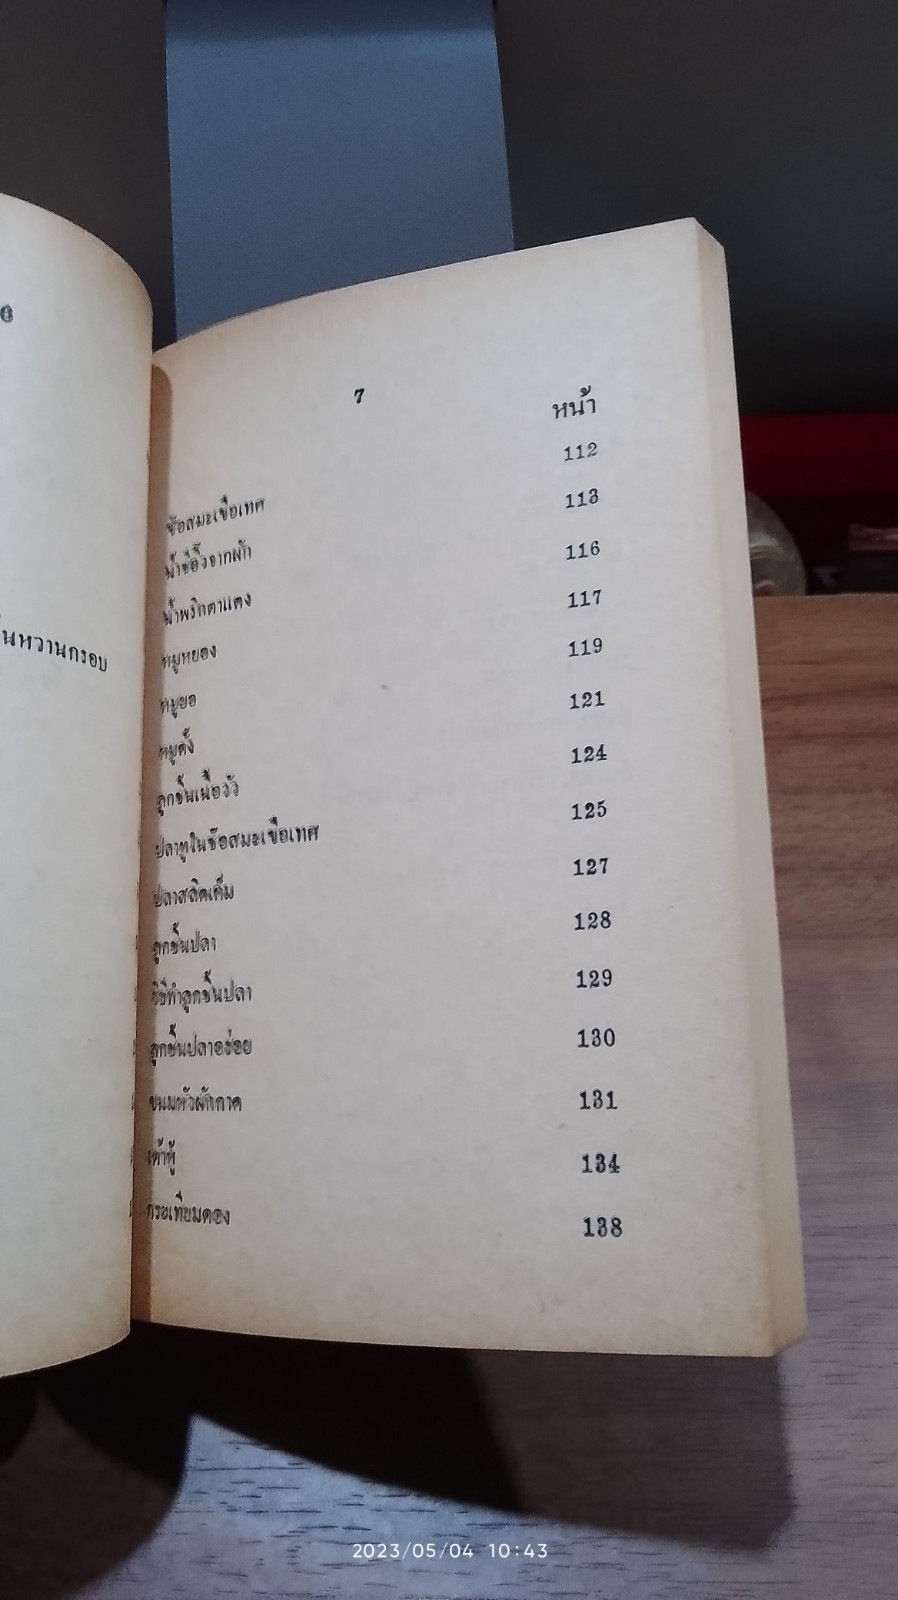 6
ั้นหวานกรอบ
7
หน้า
ซ้อสมะเขือเทศ 112
น้ำซีอิ๊วจากผัก 113
น้ำพริกตาแดง 116
หมูหยอง 117
หมูยอ 119
หมูตั้ง 121
ลูกชิ้นเนื้อวัว 124
ปลาทูในซ้อสมะเขือเทศ 125
ปลาสลิดเค็ม 127
ลูกชิ้นปลา 128
วิธีทำลูกชิ้นปลา 129
ลูกชิ้นปลาอร่อย 130
ขนมหัวผักกาด 131
เต้าหู้ 134
กระเทียมดอง 138
2023/05/04 10:43